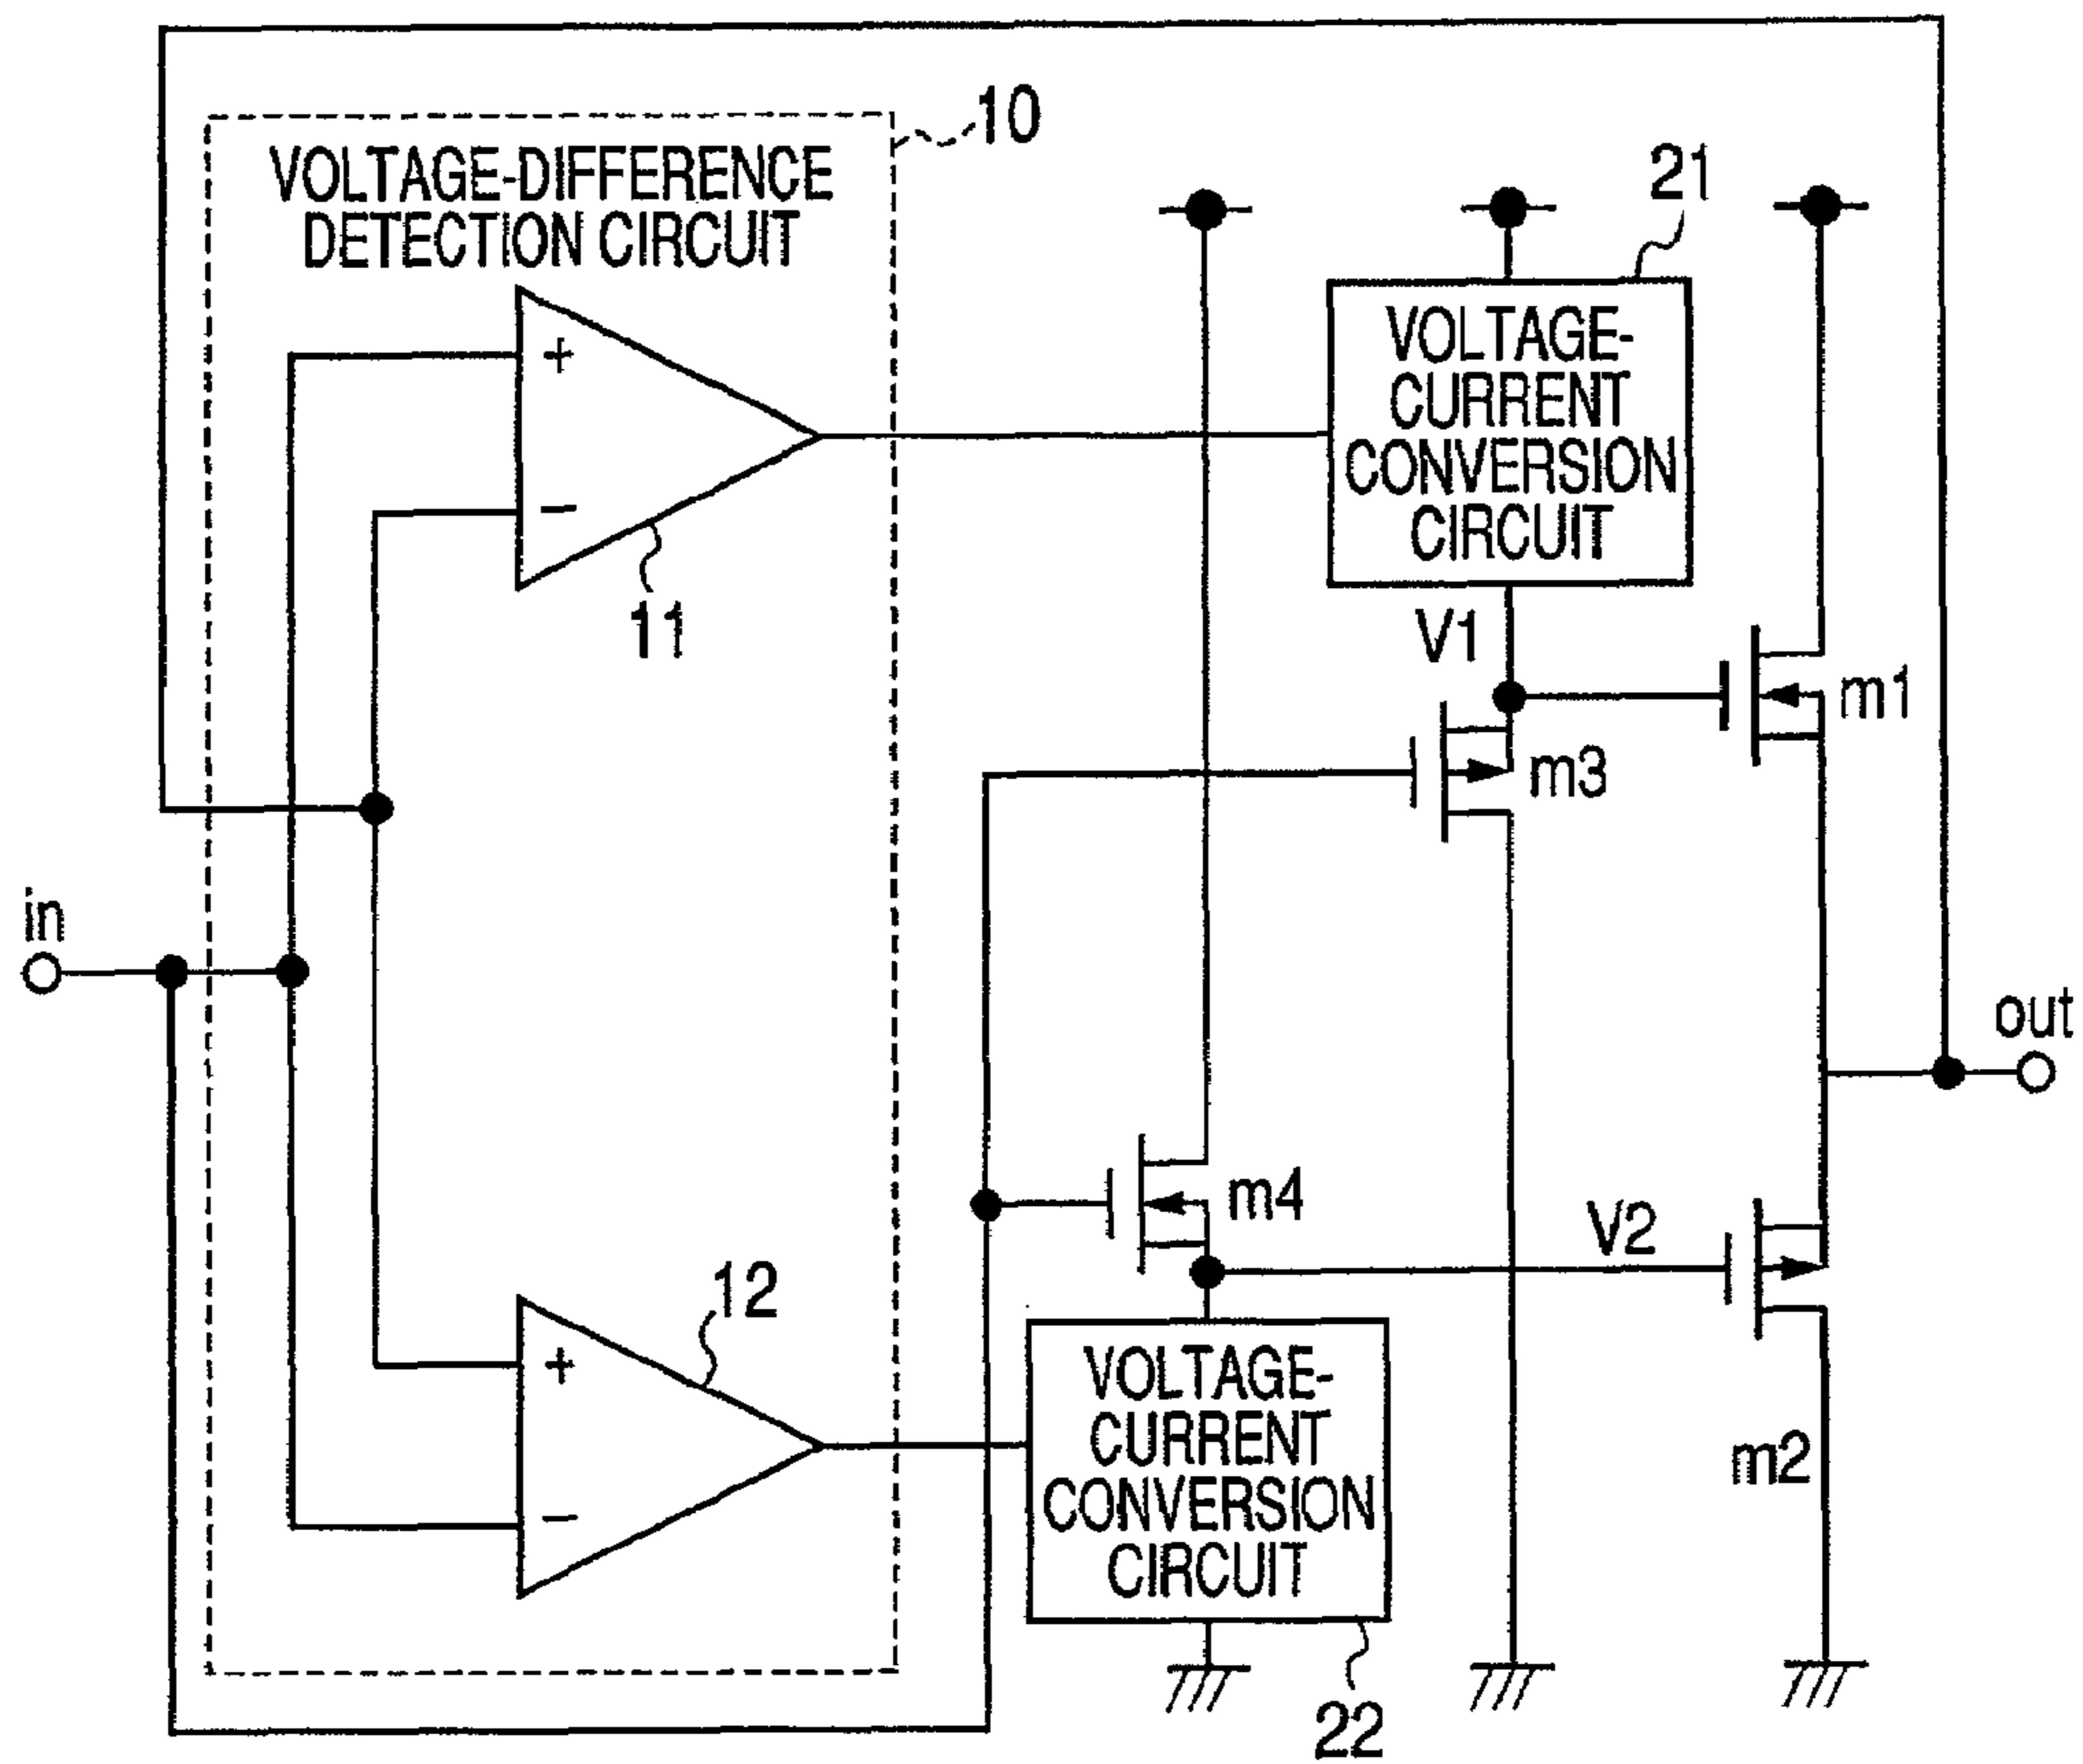 10
VOLTAGE-DIFFERENCE
DETECTION CIRCUIT
21
VOLTAGE-
CURRENT
CONVERSION
CIRCUIT
+
−
11
V1
m1
m3
in
out
m4
V2
12
+
−
VOLTAGE-
CURRENT
CONVERSION
CIRCUIT
m2
22